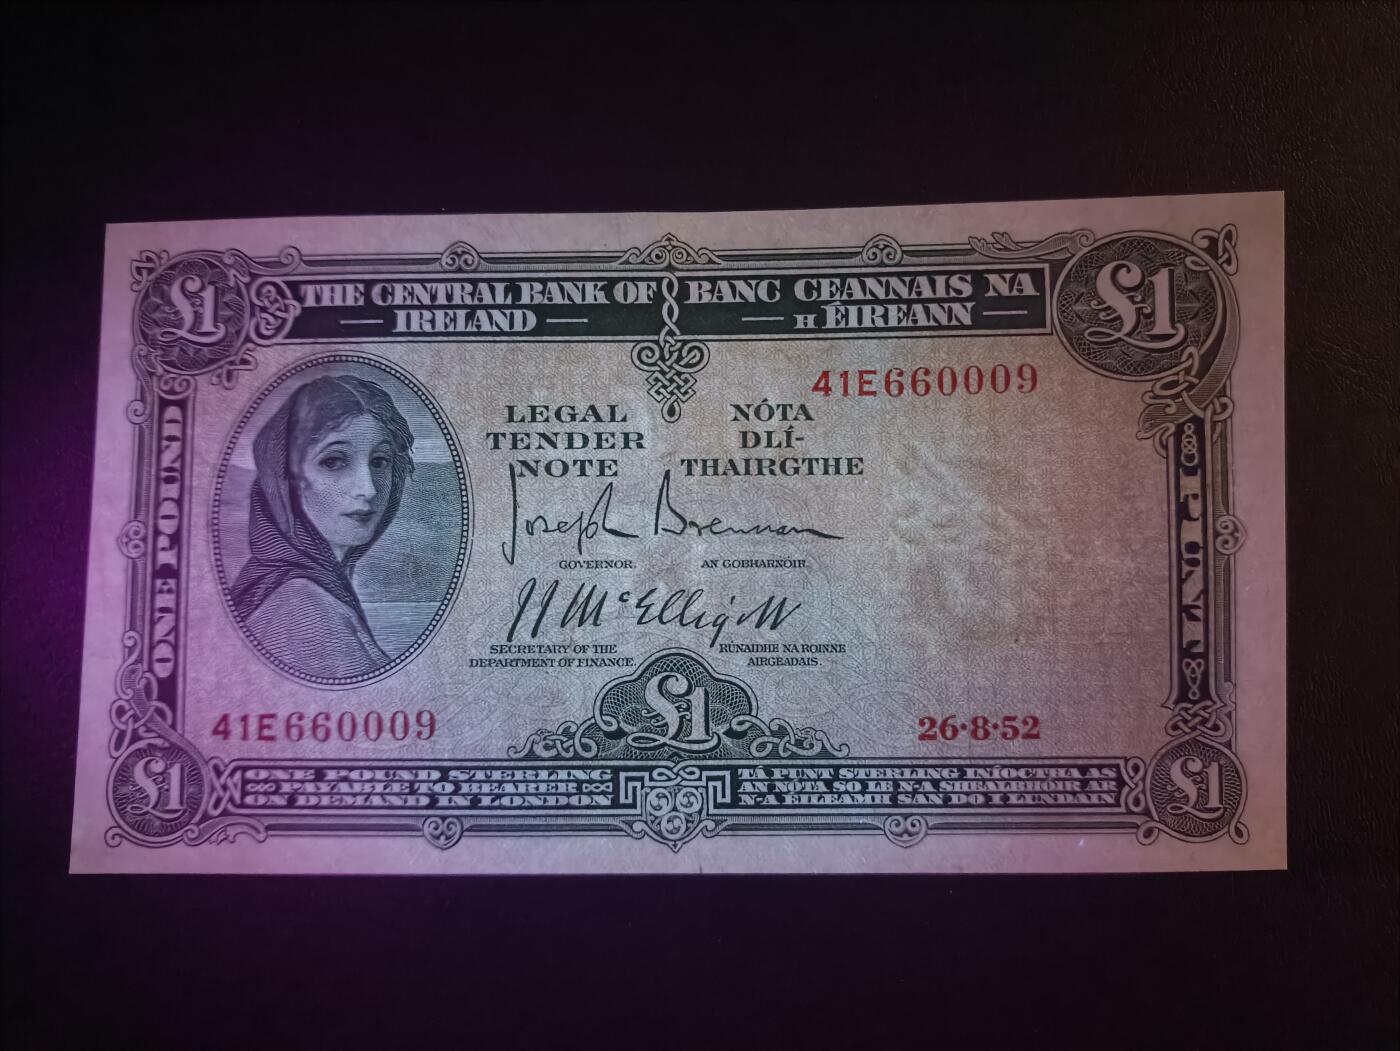 £1
THE CENTRAL BANK OF
IRELAND
BANC CEANNAIS NA
H ÉIREANN
£1
41E660009
LEGAL
TENDER
NOTE
NÓTA
DLÍ-
THAIRGTHE
Joseph Brennan
GOVERNOR.
AN GOBHARNÓIR.
J J McElligott
SECRETARY OF THE
DEPARTMENT OF FINANCE.
RÚNAIDHE NA ROINNE
AIRGEADAIS.
ONE POUND
41E660009
£1
26·8·52
£1
ONE POUND STERLING
PAYABLE TO BEARER
ON DEMAND IN LONDON
TÁ PUNT STERLING INÍOCTHA AS
AN NÓTA SO LE N-A SHEALBHÓIR AR
N-A ÉILEAMH SAN DO I LUNDAIN
£1